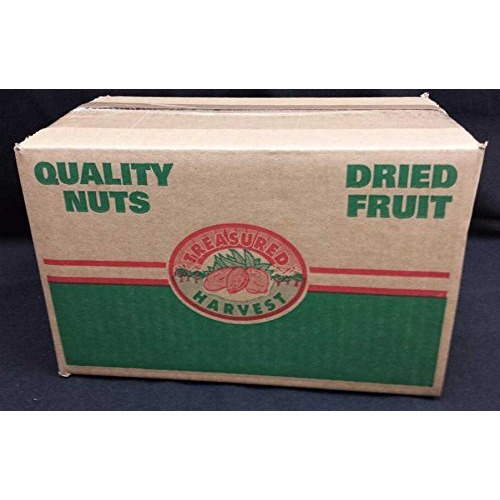 QUALITY
NUTS
DRIED
FRUIT
TREASURED
HARVEST